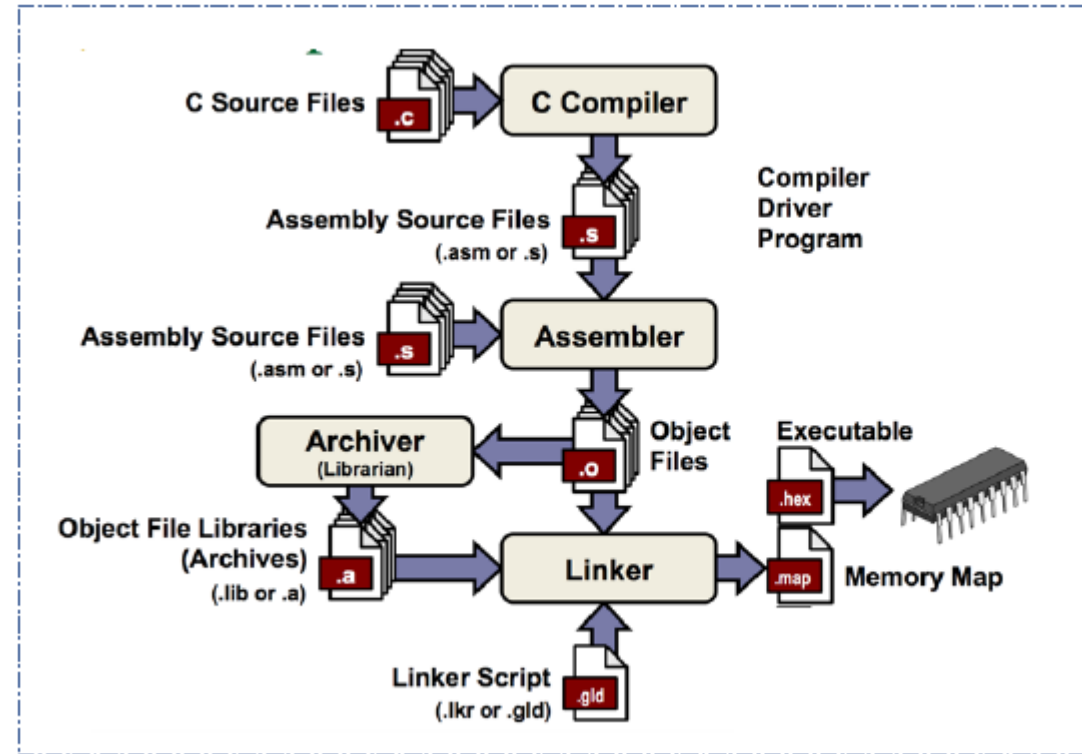 C Source Files
.c
C Compiler
Assembly Source Files
(.asm or .s)
.s
Compiler
Driver
Program
Assembly Source Files
(.asm or .s)
.s
Assembler
Archiver
(Librarian)
.o
Object
Files
Executable
.hex
Object File Libraries
(Archives)
(.lib or .a)
.a
Linker
.map
Memory Map
Linker Script
(.lkr or .gld)
.gld